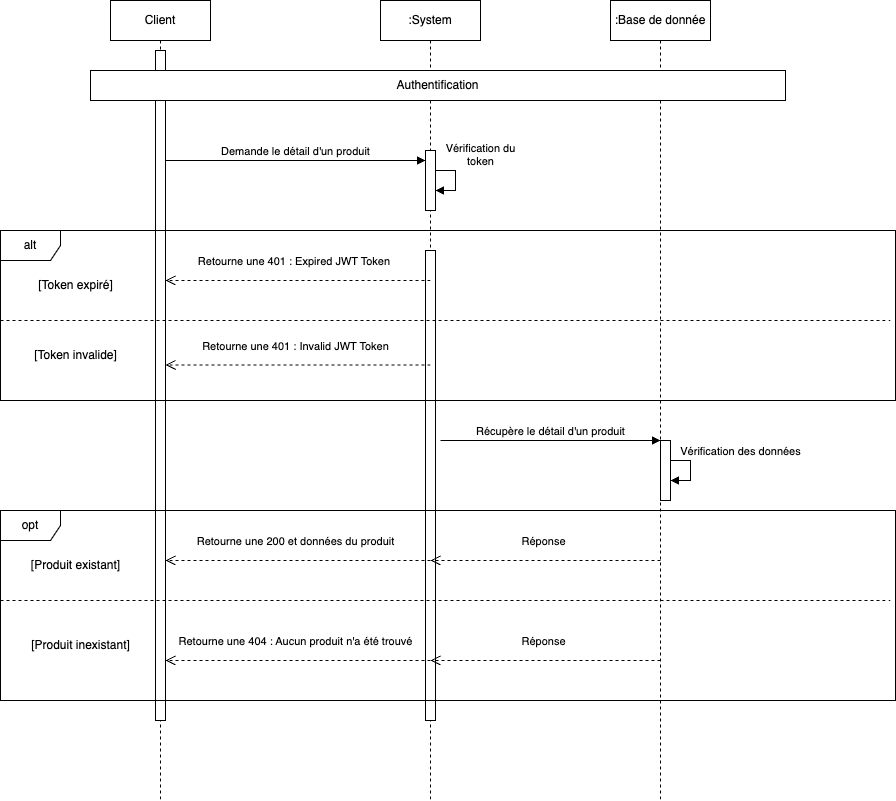 Client
:System
:Base de donnée
Authentification
Demande le détail d'un produit
Vérification du
token
alt
Retourne une 401 : Expired JWT Token
[Token expiré]
Retourne une 401 : Invalid JWT Token
[Token invalide]
Récupère le détail d'un produit
Vérification des données
opt
Retourne une 200 et données du produit
Réponse
[Produit existant]
Retourne une 404 : Aucun produit n'a été trouvé
Réponse
[Produit inexistant]